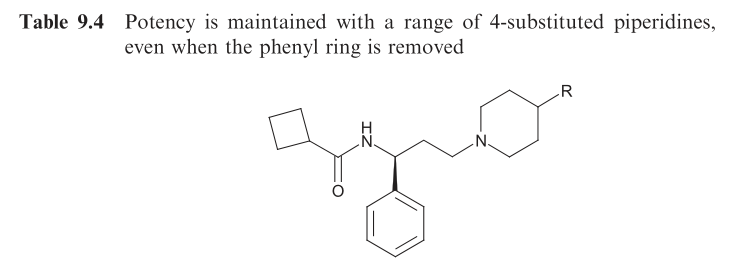 Table 9.4 Potency is maintained with a range of 4-substituted piperidines,
even when the phenyl ring is removed
R
H
N
N
O